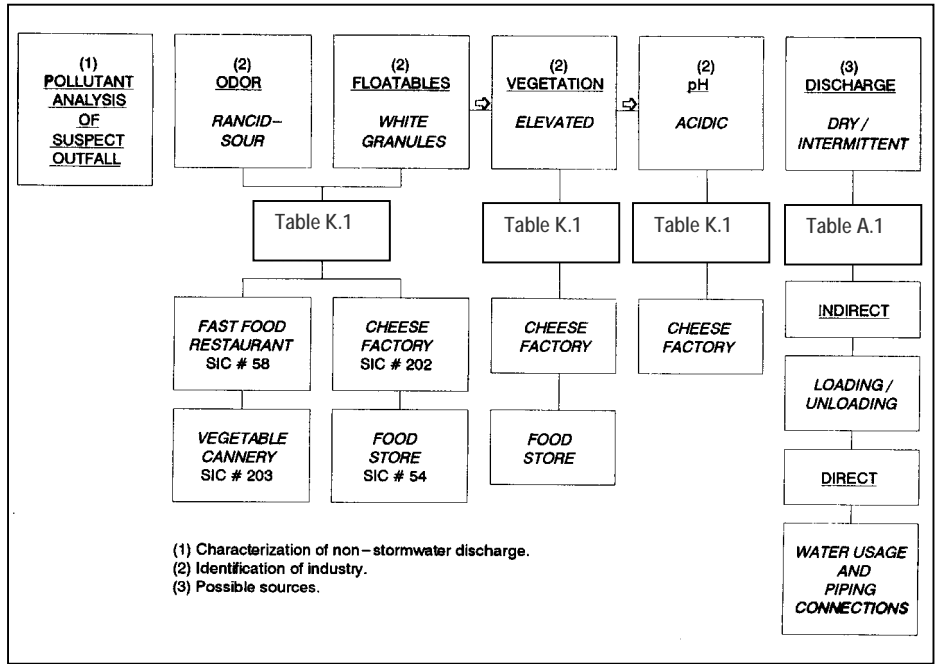 (1)
POLLUTANT
ANALYSIS
OF
SUSPECT
OUTFALL
(2)
ODOR
RANCID–
SOUR
(2)
FLOATABLES
WHITE
GRANULES
(2)
VEGETATION
ELEVATED
(2)
pH
ACIDIC
(3)
DISCHARGE
DRY /
INTERMITTENT
Table K.1
Table K.1
Table K.1
Table A.1
FAST FOOD
RESTAURANT
SIC # 58
CHEESE
FACTORY
SIC # 202
CHEESE
FACTORY
CHEESE
FACTORY
INDIRECT
LOADING /
UNLOADING
VEGETABLE
CANNERY
SIC # 203
FOOD
STORE
SIC # 54
FOOD
STORE
DIRECT
WATER USAGE
AND
PIPING
CONNECTIONS
(1) Characterization of non–stormwater discharge.
(2) Identification of industry.
(3) Possible sources.